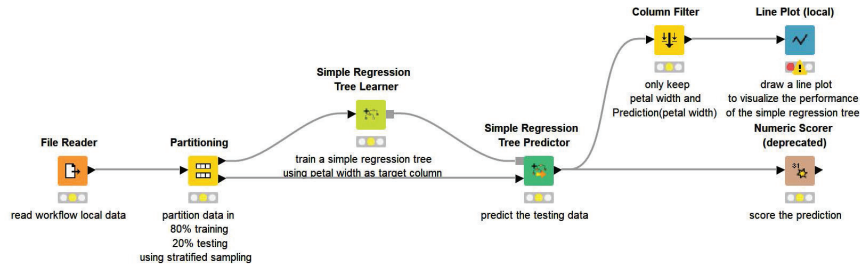 Column Filter
Line Plot (local)
only keep
petal width and
Prediction(petal width)
draw a line plot
to visualize the performance
of the simple regression tree
Simple Regression
Tree Learner
train a simple regression tree
using petal width as target column
File Reader
read workflow local data
Partitioning
partition data in
80% training
20% testing
using stratified sampling
Simple Regression
Tree Predictor
predict the testing data
Numeric Scorer
(deprecated)
31
score the prediction